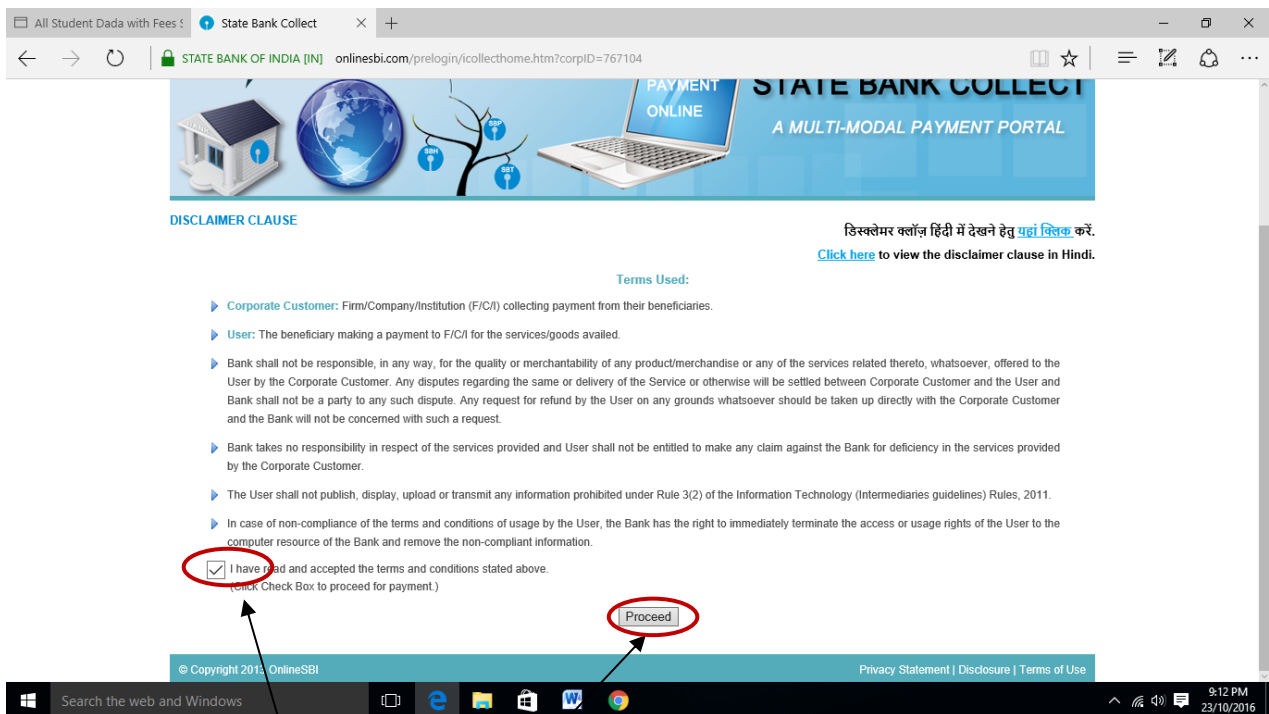 All Student Dada with Fees S
State Bank Collect
STATE BANK OF INDIA [IN] onlinesbi.com/prelogin/icollecthome.htm?corpID=767104
PAYMENT
ONLINE
STATE BANK COLLECT
A MULTI-MODAL PAYMENT PORTAL
SBH
SBP
SBT
DISCLAIMER CLAUSE
डिस्क्लेमर क्लॉज़ हिंदी में देखने हेतु यहां क्लिक करें.
Click here to view the disclaimer clause in Hindi.
Terms Used:
Corporate Customer: Firm/Company/Institution (F/C/I) collecting payment from their beneficiaries.
User: The beneficiary making a payment to F/C/I for the services/goods availed.
Bank shall not be responsible, in any way, for the quality or merchantability of any product/merchandise or any of the services related thereto, whatsoever, offered to the
User by the Corporate Customer. Any disputes regarding the same or delivery of the Service or otherwise will be settled between Corporate Customer and the User and
Bank shall not be a party to any such dispute. Any request for refund by the User on any grounds whatsoever should be taken up directly with the Corporate Customer
and the Bank will not be concerned with such a request.
Bank takes no responsibility in respect of the services provided and User shall not be entitled to make any claim against the Bank for deficiency in the services provided
by the Corporate Customer.
The User shall not publish, display, upload or transmit any information prohibited under Rule 3(2) of the Information Technology (Intermediaries guidelines) Rules, 2011.
In case of non-compliance of the terms and conditions of usage by the User, the Bank has the right to immediately terminate the access or usage rights of the User to the
computer resource of the Bank and remove the non-compliant information.
I have read and accepted the terms and conditions stated above.
(Click Check Box to proceed for payment.)
Proceed
© Copyright 2013 OnlineSBI
Privacy Statement | Disclosure | Terms of Use
Search the web and Windows
9:12 PM
23/10/2016